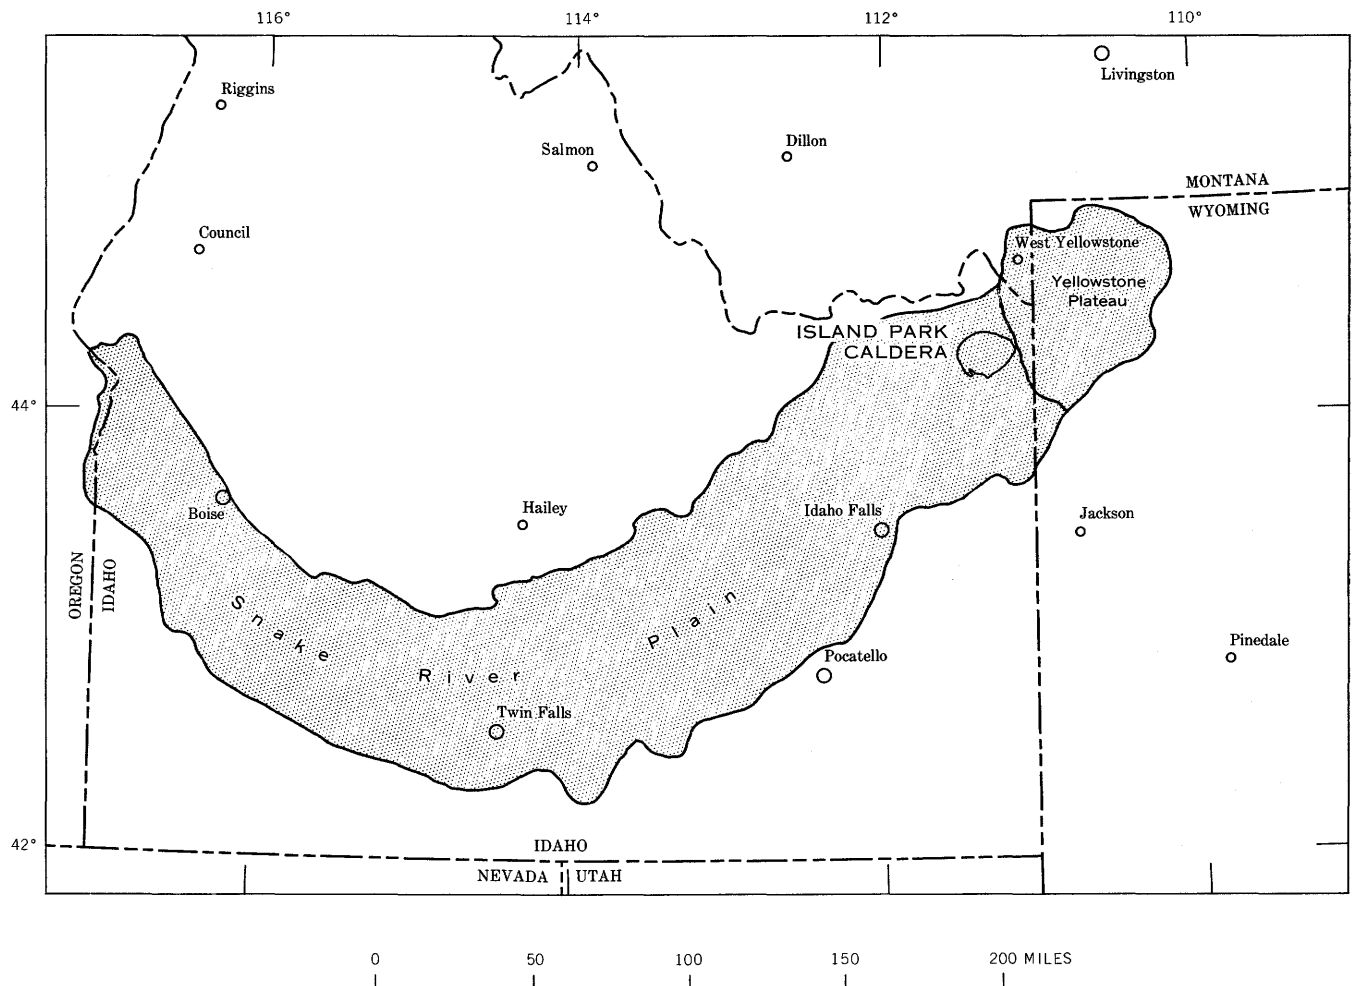 116° 114° 112° 110°
Livingston
Riggins
Dillon
Salmon
MONTANA
WYOMING
Council
West Yellowstone
Yellowstone
Plateau
ISLAND PARK
CALDERA
44°
Hailey
Idaho Falls
Boise
Jackson
OREGON
IDAHO
Snake River Plain
Pinedale
Pocatello
Twin Falls
42°
IDAHO
NEVADA UTAH
0 50 100 150 200 MILES